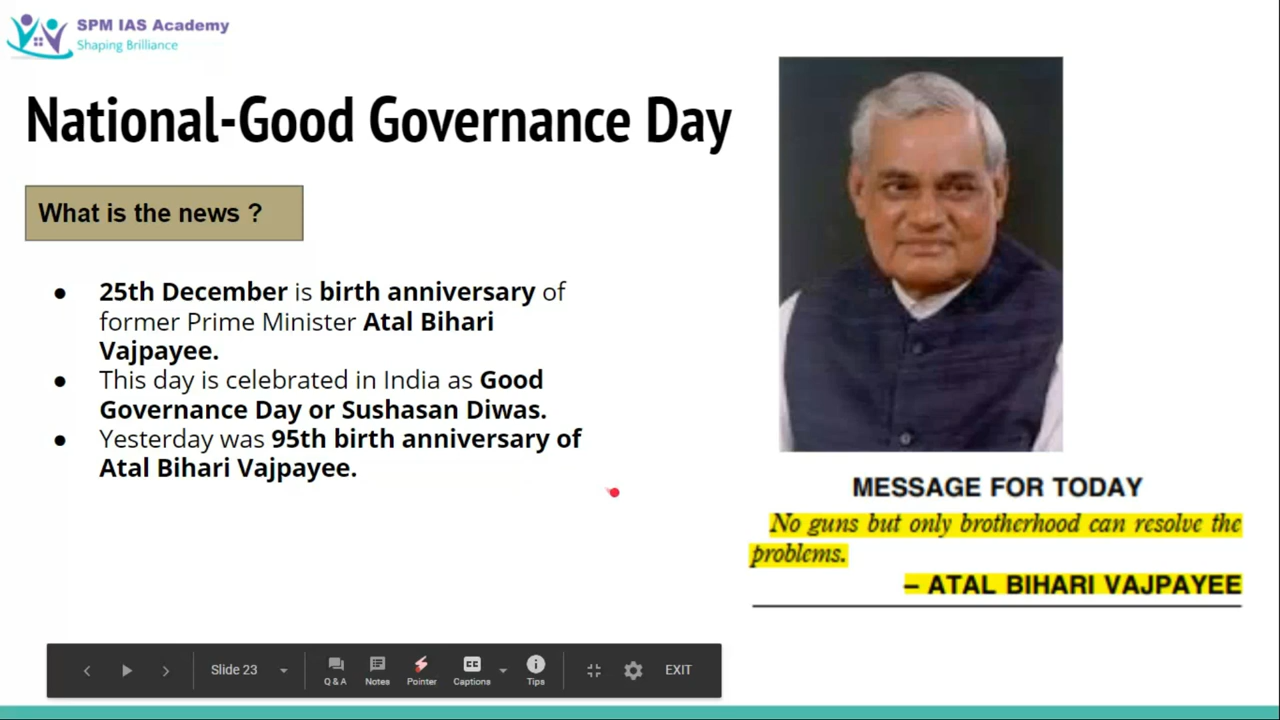 SPM IAS Academy
Shaping Brilliance
National-Good Governance Day
What is the news ?
● 25th December is birth anniversary of
former Prime Minister Atal Bihari
Vajpayee.
● This day is celebrated in India as Good
Governance Day or Sushasan Diwas.
● Yesterday was 95th birth anniversary of
Atal Bihari Vajpayee.
MESSAGE FOR TODAY
No guns but only brotherhood can resolve the
problems.
– ATAL BIHARI VAJPAYEE
Slide 23
Q & A
Notes
Pointer
CC
Captions
Tips
EXIT